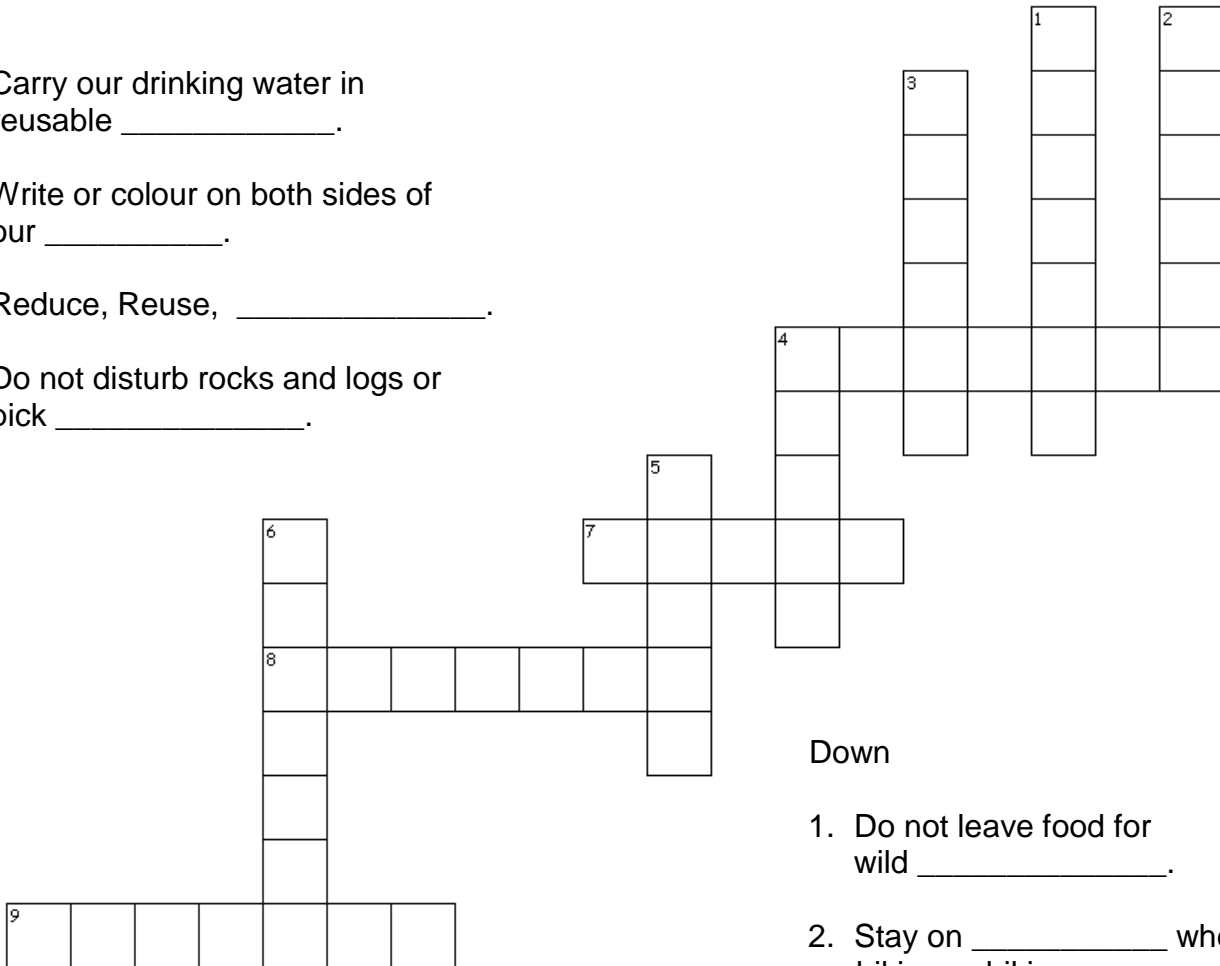 Carry our drinking water in
reusable ____________.
Write or colour on both sides of
our __________.
Reduce, Reuse, ______________.
Do not disturb rocks and logs or
pick ______________.
1
2
3
4
5
6
7
8
9
Down
1. Do not leave food for
wild ______________.
2. Stay on ___________ whe